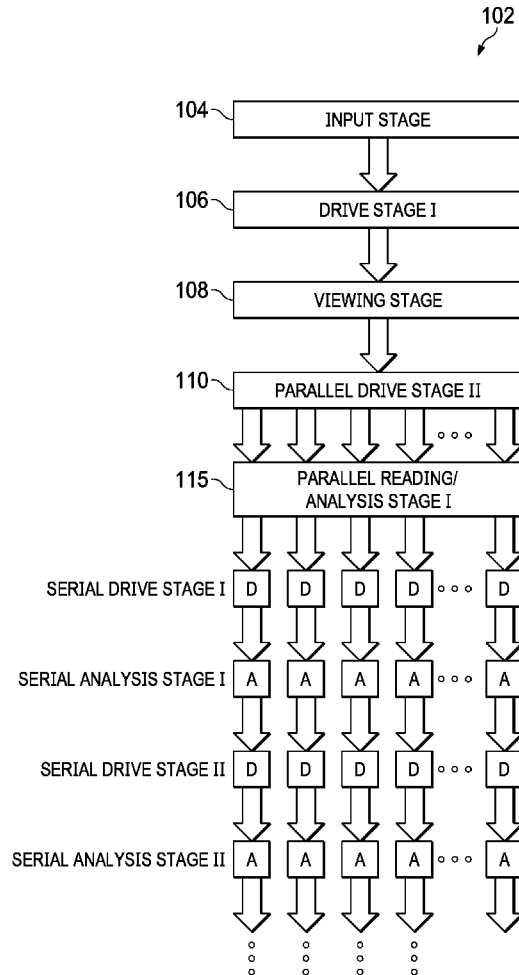 102
104 INPUT STAGE
106 DRIVE STAGE I
108 VIEWING STAGE
110 PARALLEL DRIVE STAGE II
115 PARALLEL READING/
ANALYSIS STAGE I
SERIAL DRIVE STAGE I D D D D D
SERIAL ANALYSIS STAGE I A A A A A
SERIAL DRIVE STAGE II D D D D D
SERIAL ANALYSIS STAGE II A A A A A